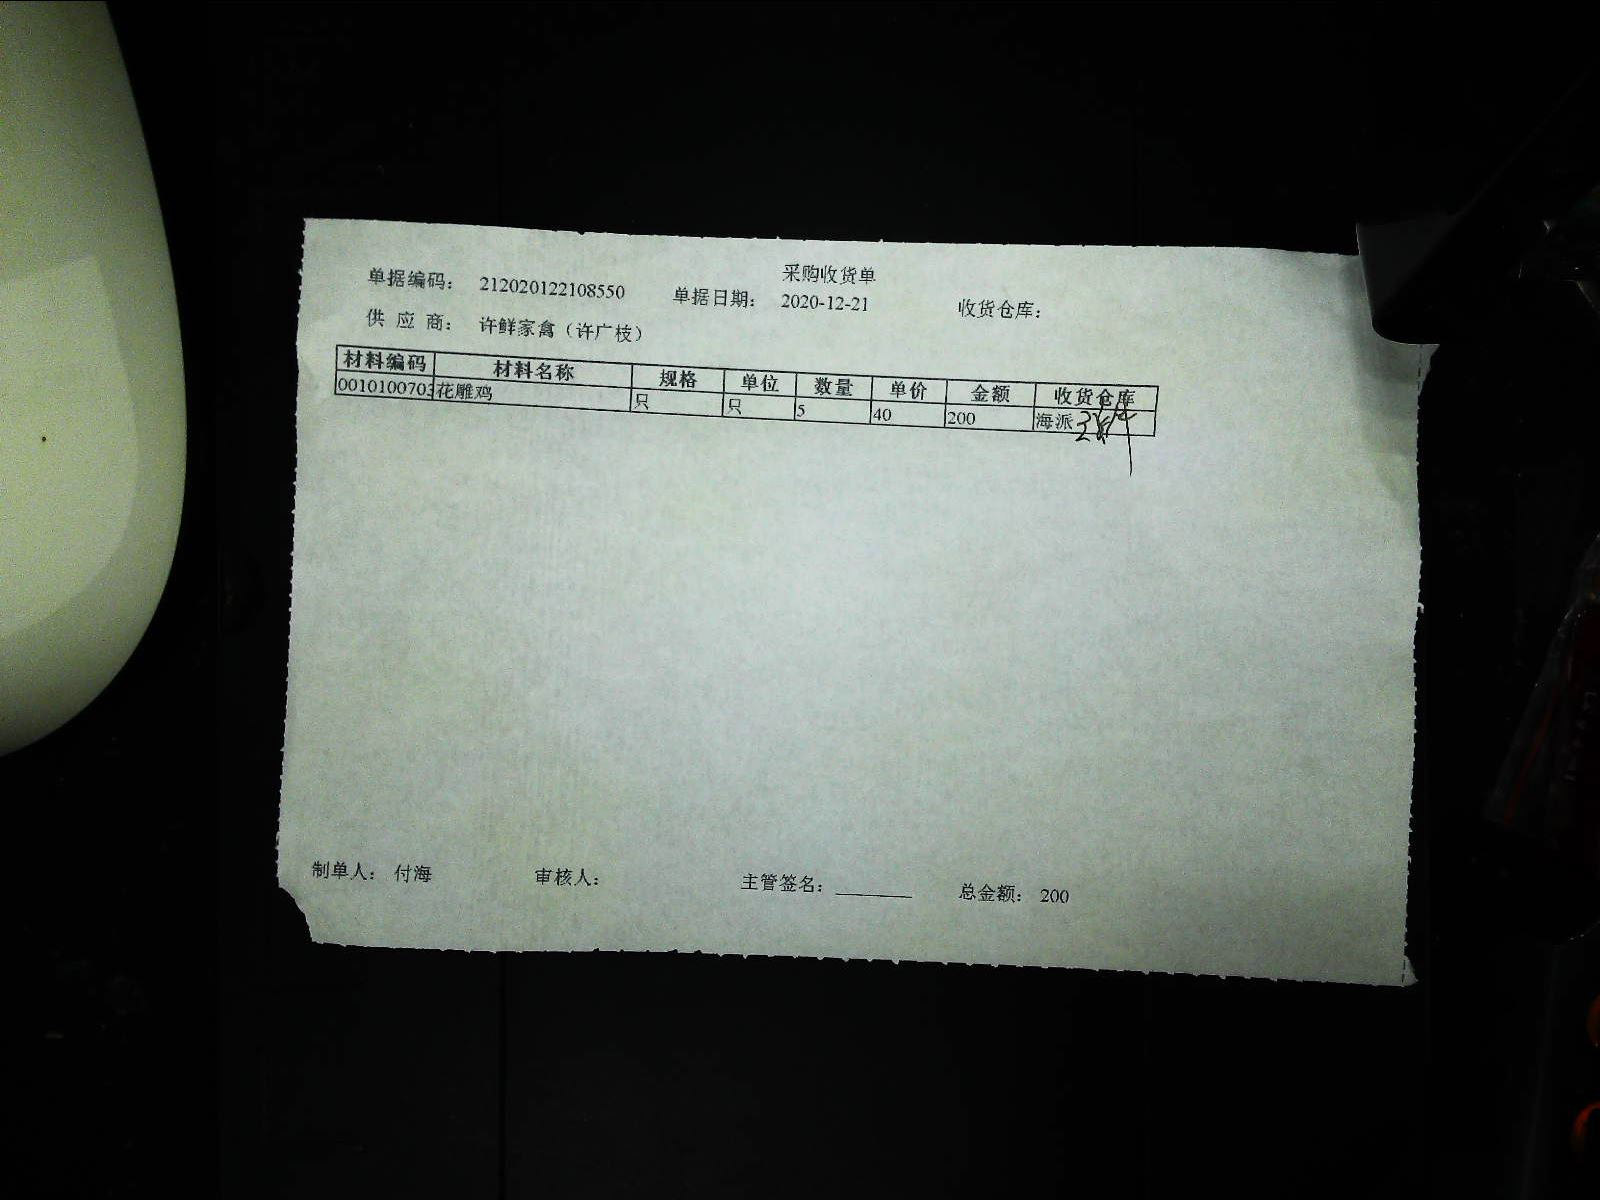 采购收货单
单据编码: 212020122108550 单据日期: 2020-12-21 收货仓库:
供 应 商: 许鲜家禽（许广枝）
材料编码 材料名称 规格 单位 数量 单价 金额 收货仓库
0010100703 花雕鸡 只 只 5 40 200 海派
制单人: 付海 审核人: 主管签名: ________ 总金额: 200